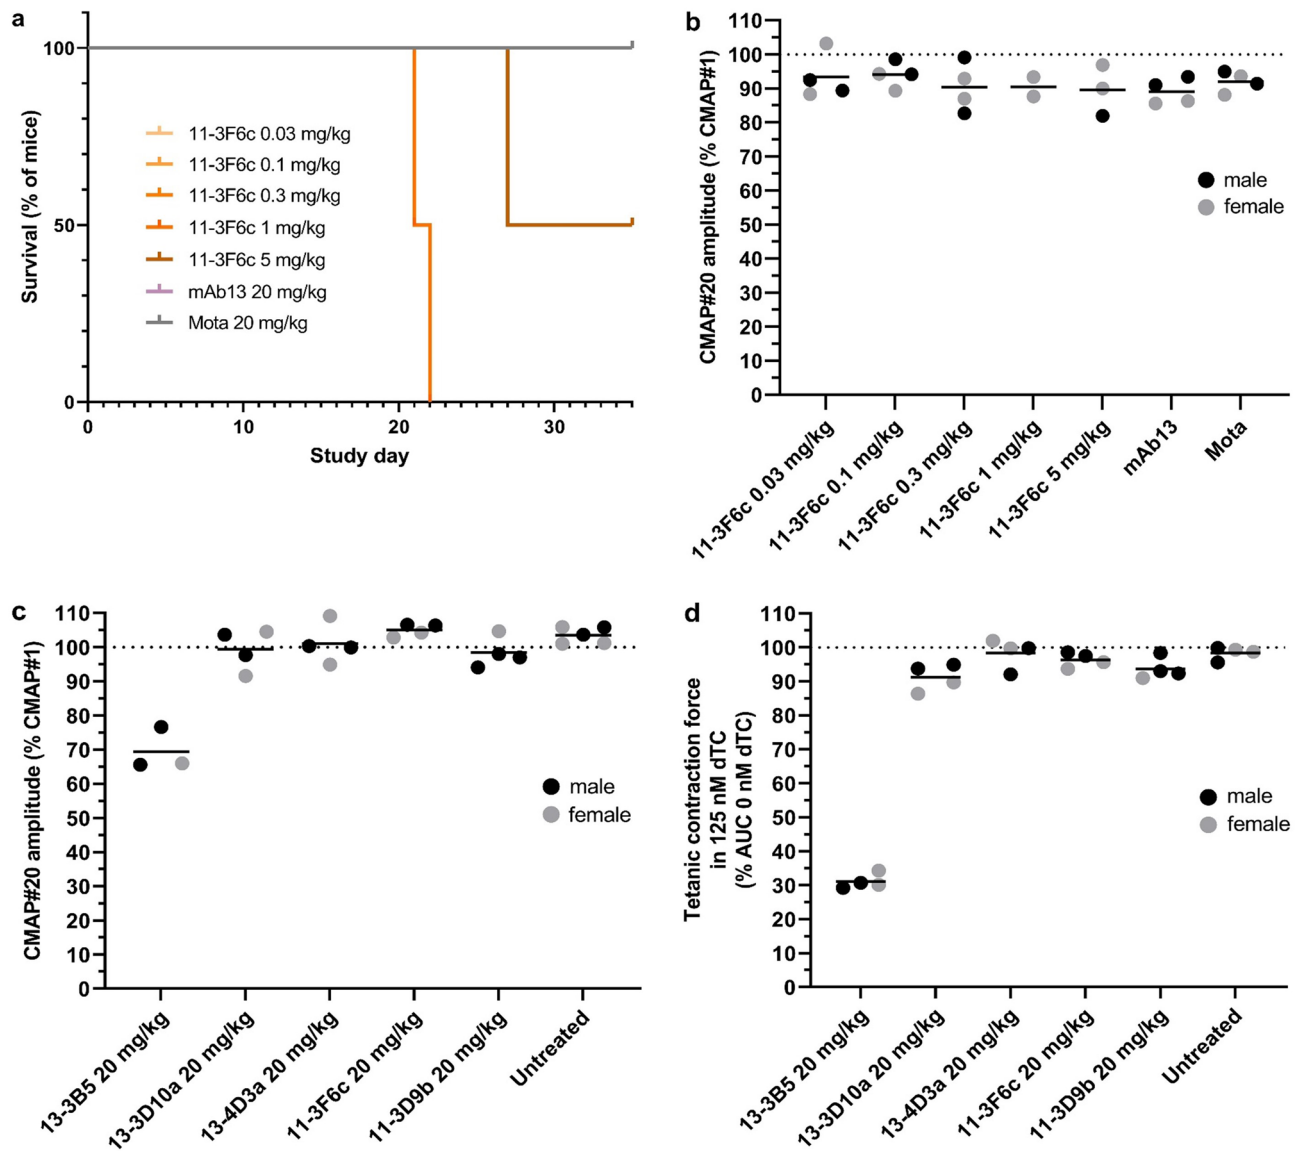 a
Survival (% of mice)
100
50
0
0 10 20 30
Study day
11-3F6c 0.03 mg/kg
11-3F6c 0.1 mg/kg
11-3F6c 0.3 mg/kg
11-3F6c 1 mg/kg
11-3F6c 5 mg/kg
mAb13 20 mg/kg
Mota 20 mg/kg
b
CMAP#20 amplitude (% CMAP#1)
110
100
90
80
70
60
50
40
30
20
10
0
male
female
11-3F6c 0.03 mg/kg
11-3F6c 0.1 mg/kg
11-3F6c 0.3 mg/kg
11-3F6c 1 mg/kg
11-3F6c 5 mg/kg
mAb13
Mota
c
CMAP#20 amplitude (% CMAP#1)
110
100
90
80
70
60
50
40
30
20
10
0
male
female
13-3B5 20 mg/kg
13-3D10a 20 mg/kg
13-4D3a 20 mg/kg
11-3F6c 20 mg/kg
11-3D9b 20 mg/kg
Untreated
d
Tetanic contraction force
in 125 nM dTC
(% AUC 0 nM dTC)
110
100
90
80
70
60
50
40
30
20
10
0
male
female
13-3B5 20 mg/kg
13-3D10a 20 mg/kg
13-4D3a 20 mg/kg
11-3F6c 20 mg/kg
11-3D9b 20 mg/kg
Untreated